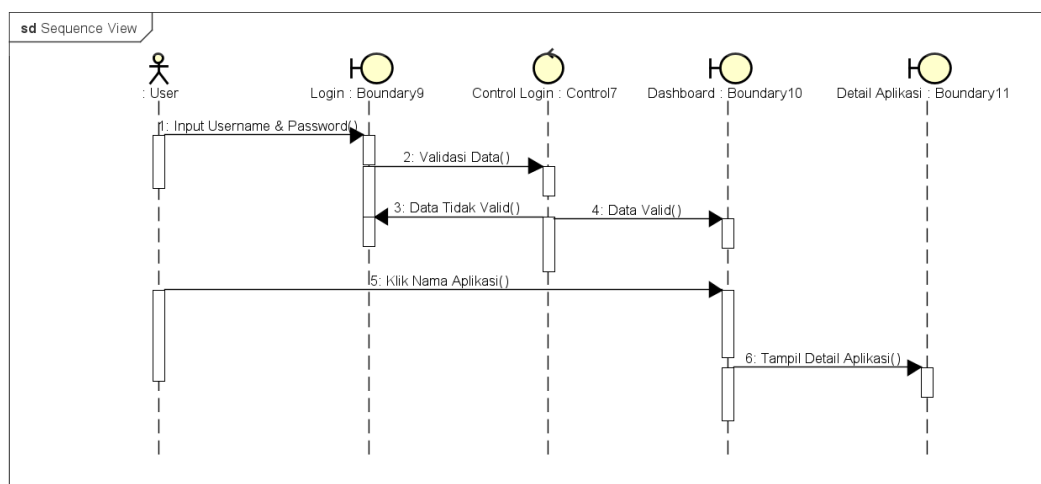 sd Sequence View
: User
Login : Boundary9
Control Login : Control7
Dashboard : Boundary10
Detail Aplikasi : Boundary11
1: Input Username & Password()
2: Validasi Data()
3: Data Tidak Valid()
4: Data Valid()
5: Klik Nama Aplikasi()
6: Tampil Detail Aplikasi()